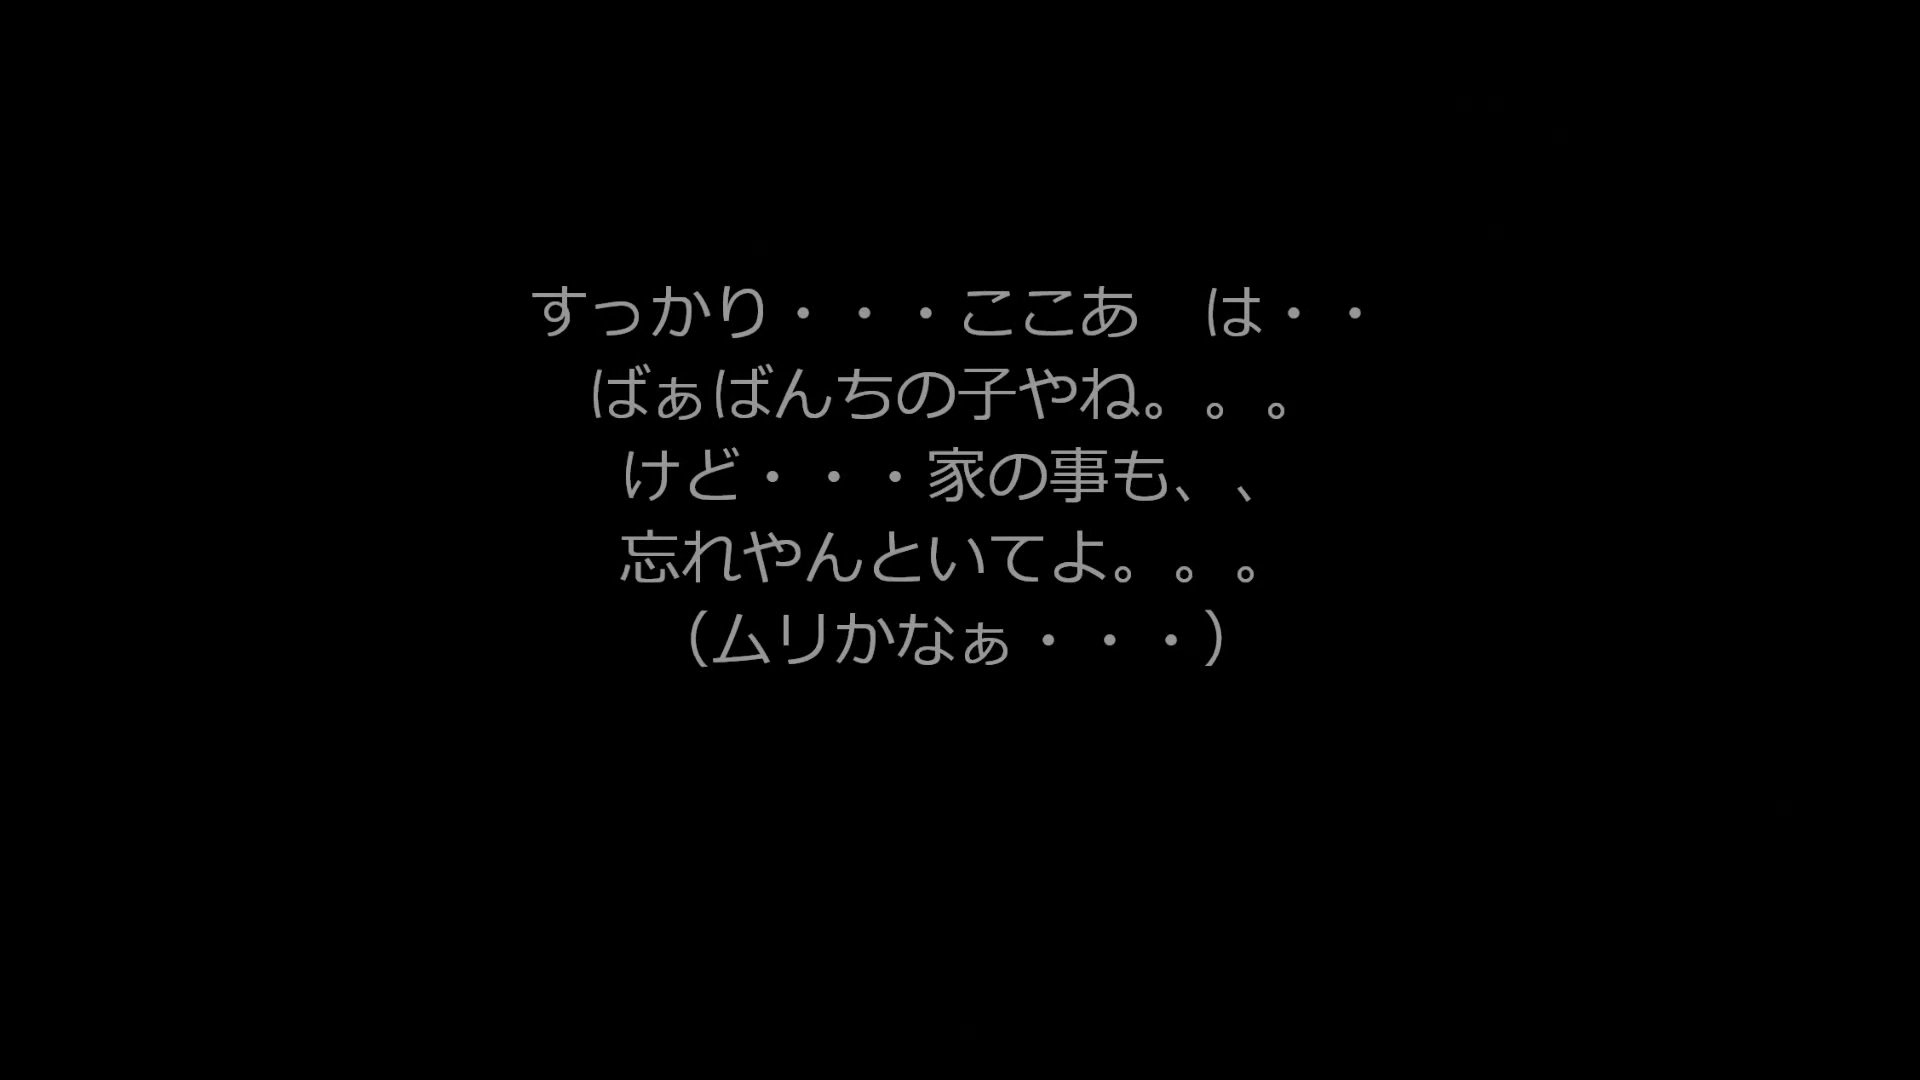 すっかり・・・ここあ　は・・
ばぁばんちの子やね。。。
けど・・・家の事も、、
忘れやんといてよ。。。
（ムリかなぁ・・・）